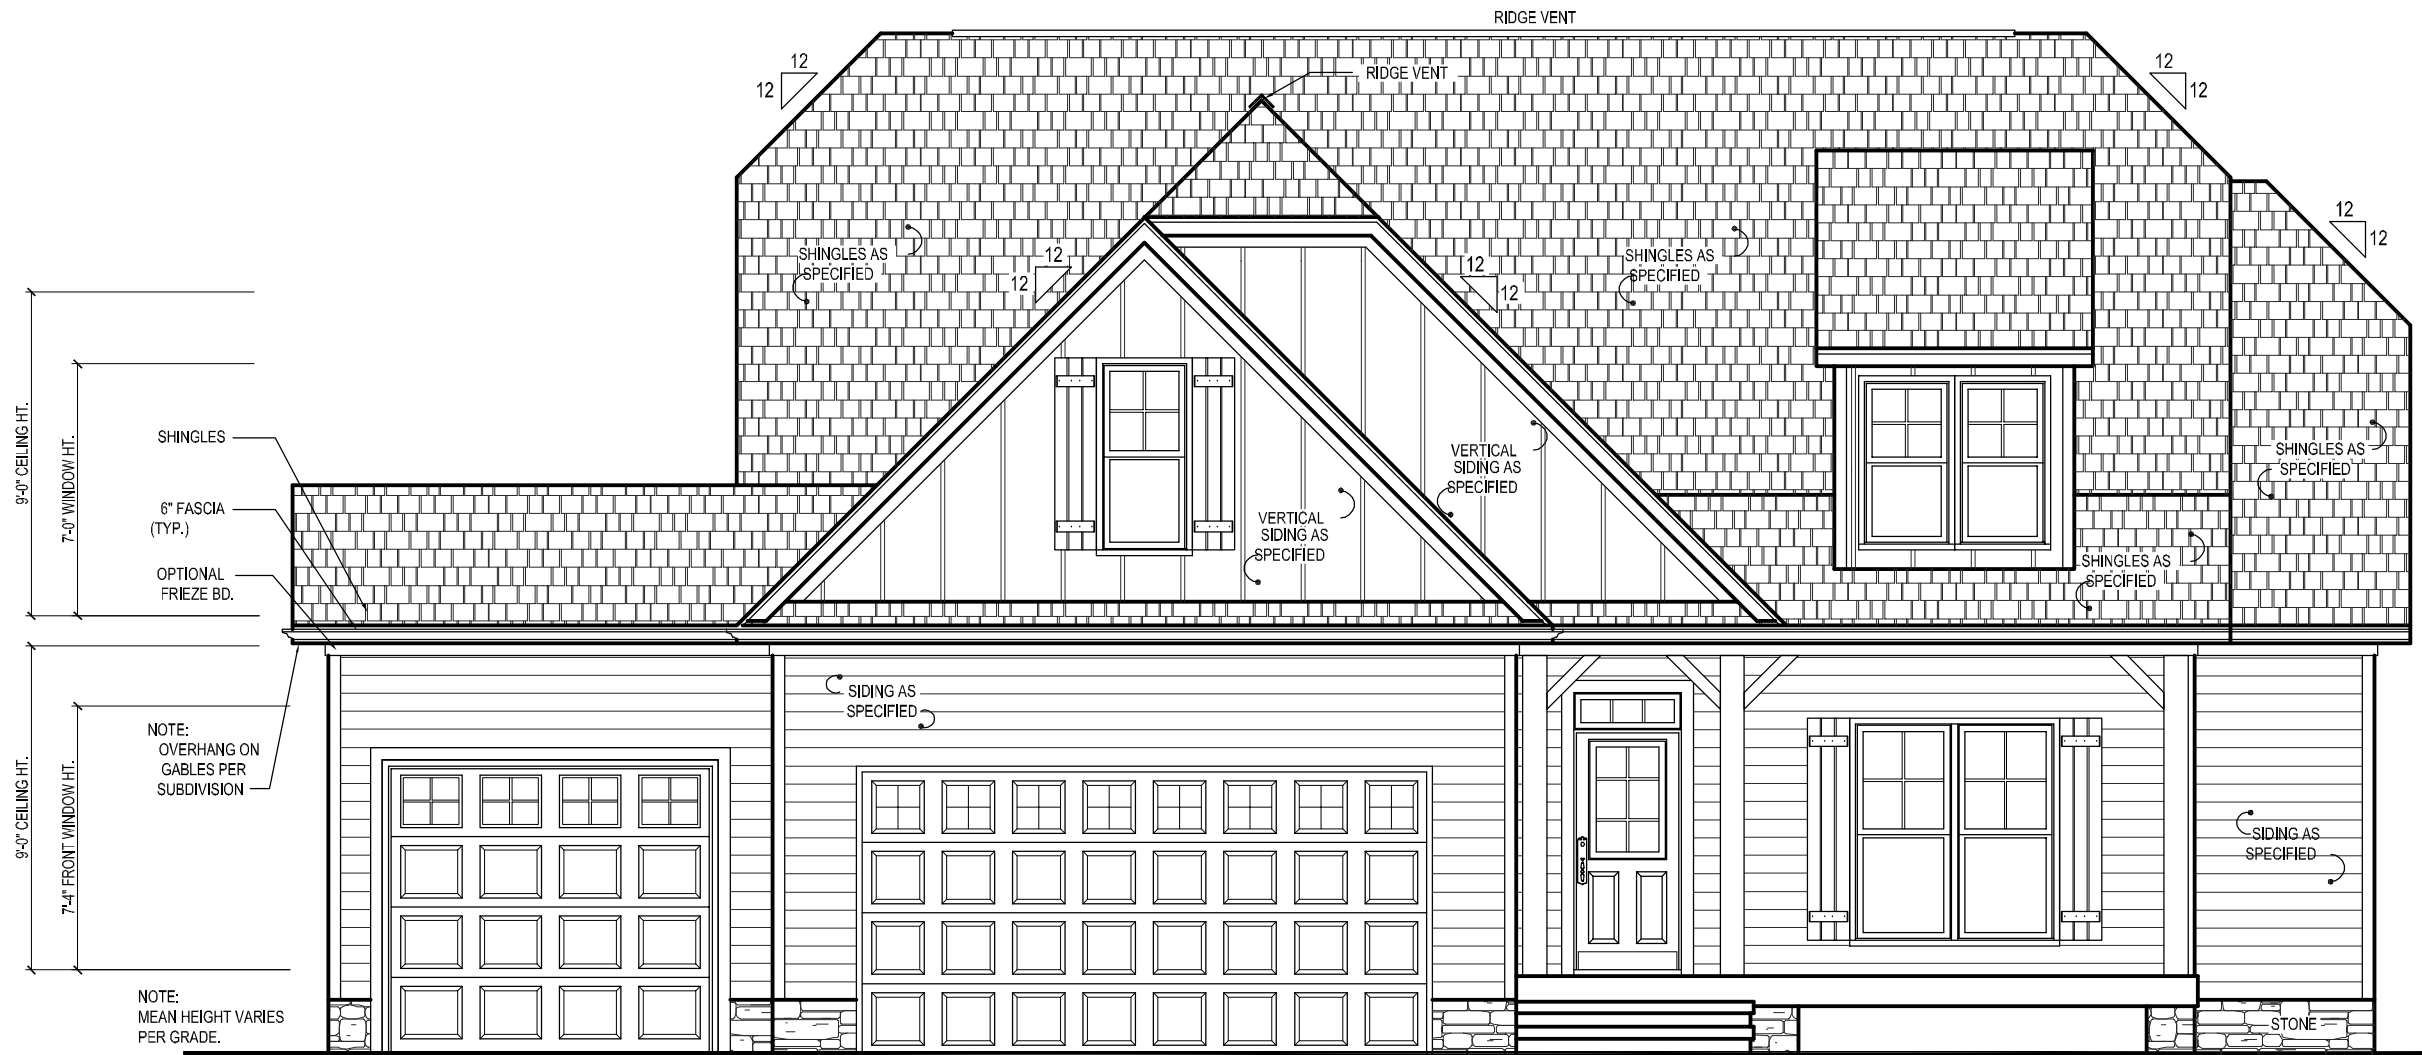 RIDGE VENT
12
12
RIDGE VENT
12
12
12
12
SHINGLES AS
SPECIFIED
12
12
12
12
SHINGLES AS
SPECIFIED
9'-0" CEILING HT.
7'-0" WINDOW HT.
SHINGLES
6" FASCIA
(TYP.)
OPTIONAL
FRIEZE BD.
VERTICAL
SIDING AS
SPECIFIED
VERTICAL
SIDING AS
SPECIFIED
SHINGLES AS
SPECIFIED
SHINGLES AS
SPECIFIED
9'-0" CEILING HT.
7'-4" FRONT WINDOW HT.
NOTE:
OVERHANG ON
GABLES PER
SUBDIVISION
SIDING AS
SPECIFIED
SIDING AS
SPECIFIED
NOTE:
MEAN HEIGHT VARIES
PER GRADE.
STONE